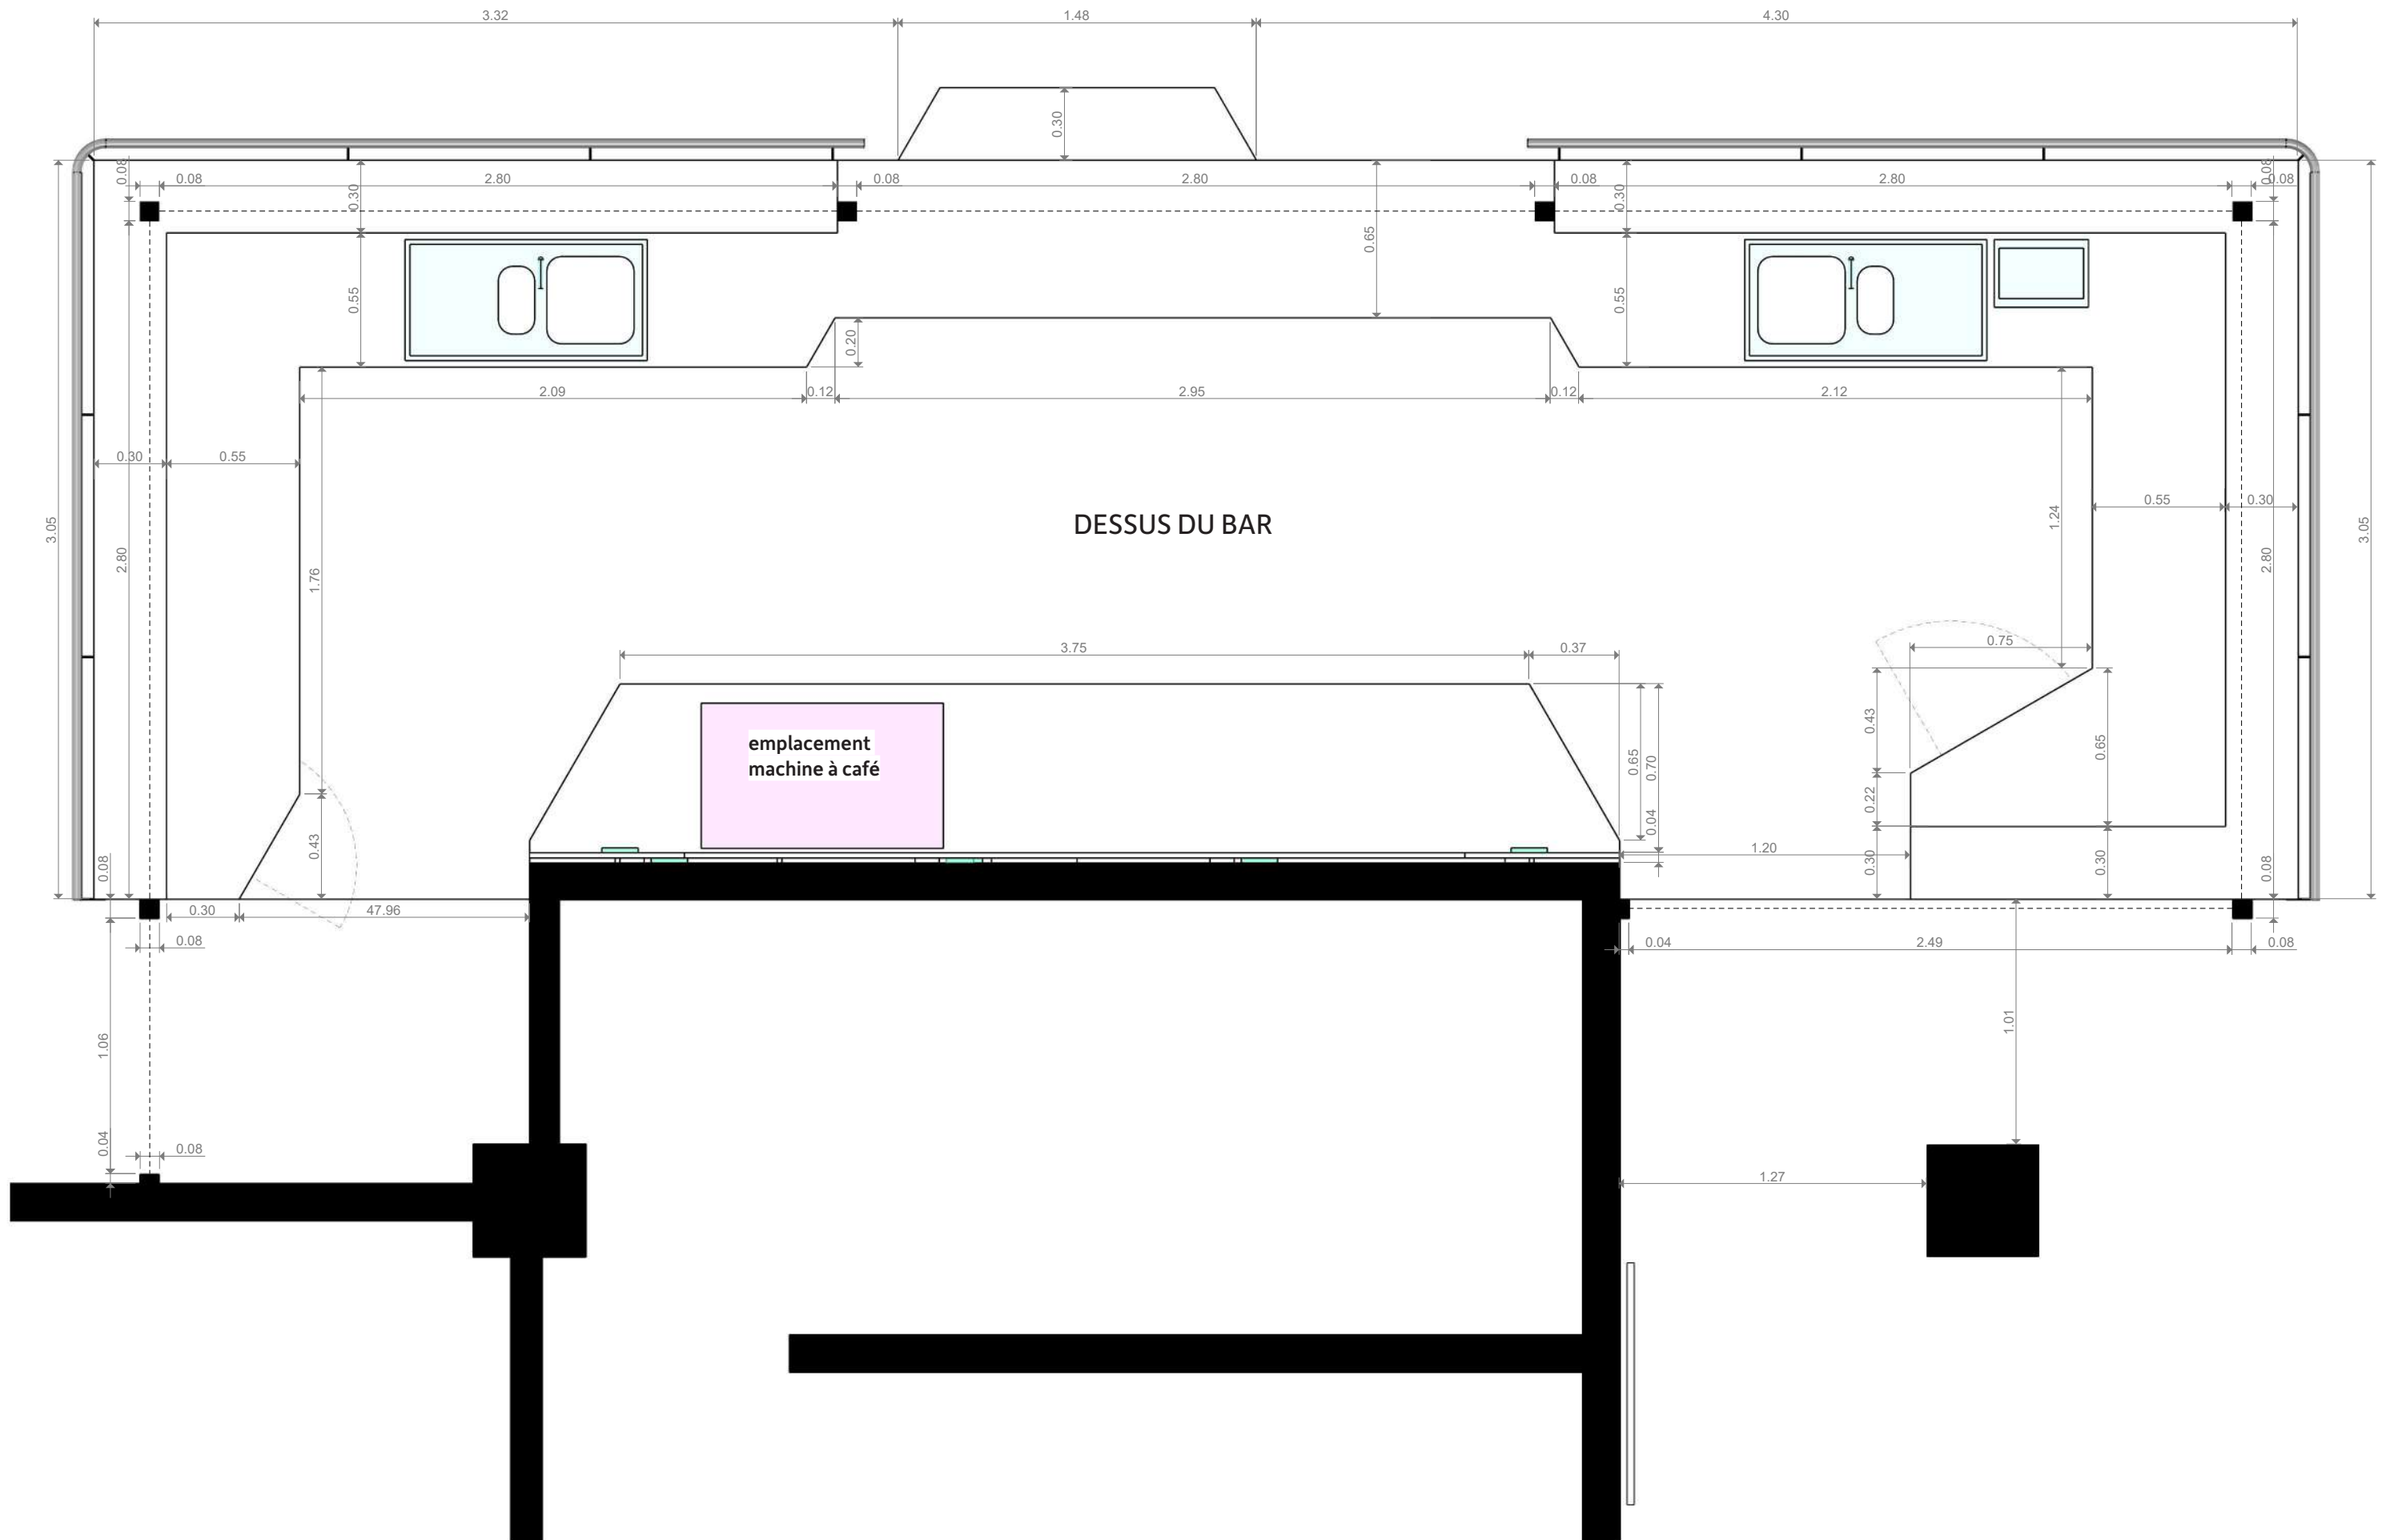 3.32 1.48 4.30
0.30
0.08 0.08 2.80 0.30 0.08 2.80 0.08 0.30 2.80 0.08 0.08
0.65
0.55 0.55
0.20
2.09 0.12 2.95 0.12 2.12
0.30 0.55
0.55 0.30
3.05 2.80 1.76
DESSUS DU BAR
1.24 2.80 3.05
3.75 0.37 0.75
emplacement
machine à café
0.65 0.70 0.43 0.65
0.43 0.04 0.22
0.08 1.20 0.30 0.30 0.08
0.30 47.96
0.08 0.04 2.49 0.08
1.06 1.01
0.04 0.08
1.27